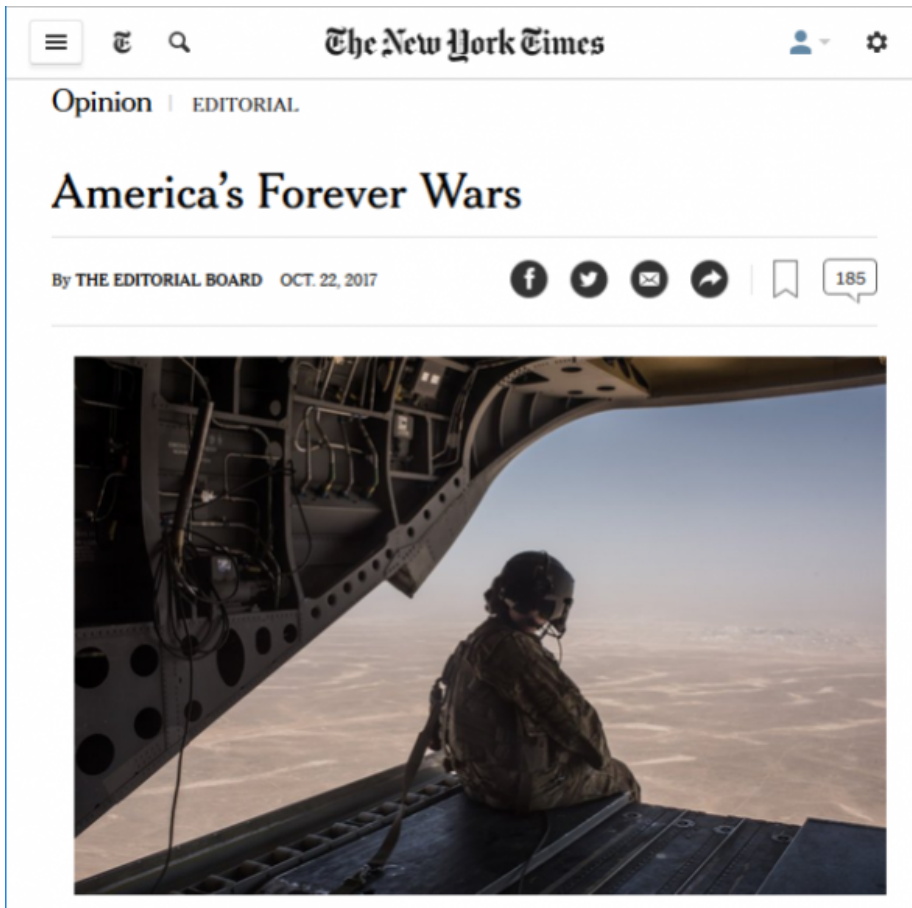 The New York Times
Opinion | EDITORIAL
America's Forever Wars
By THE EDITORIAL BOARD OCT. 22, 2017
185